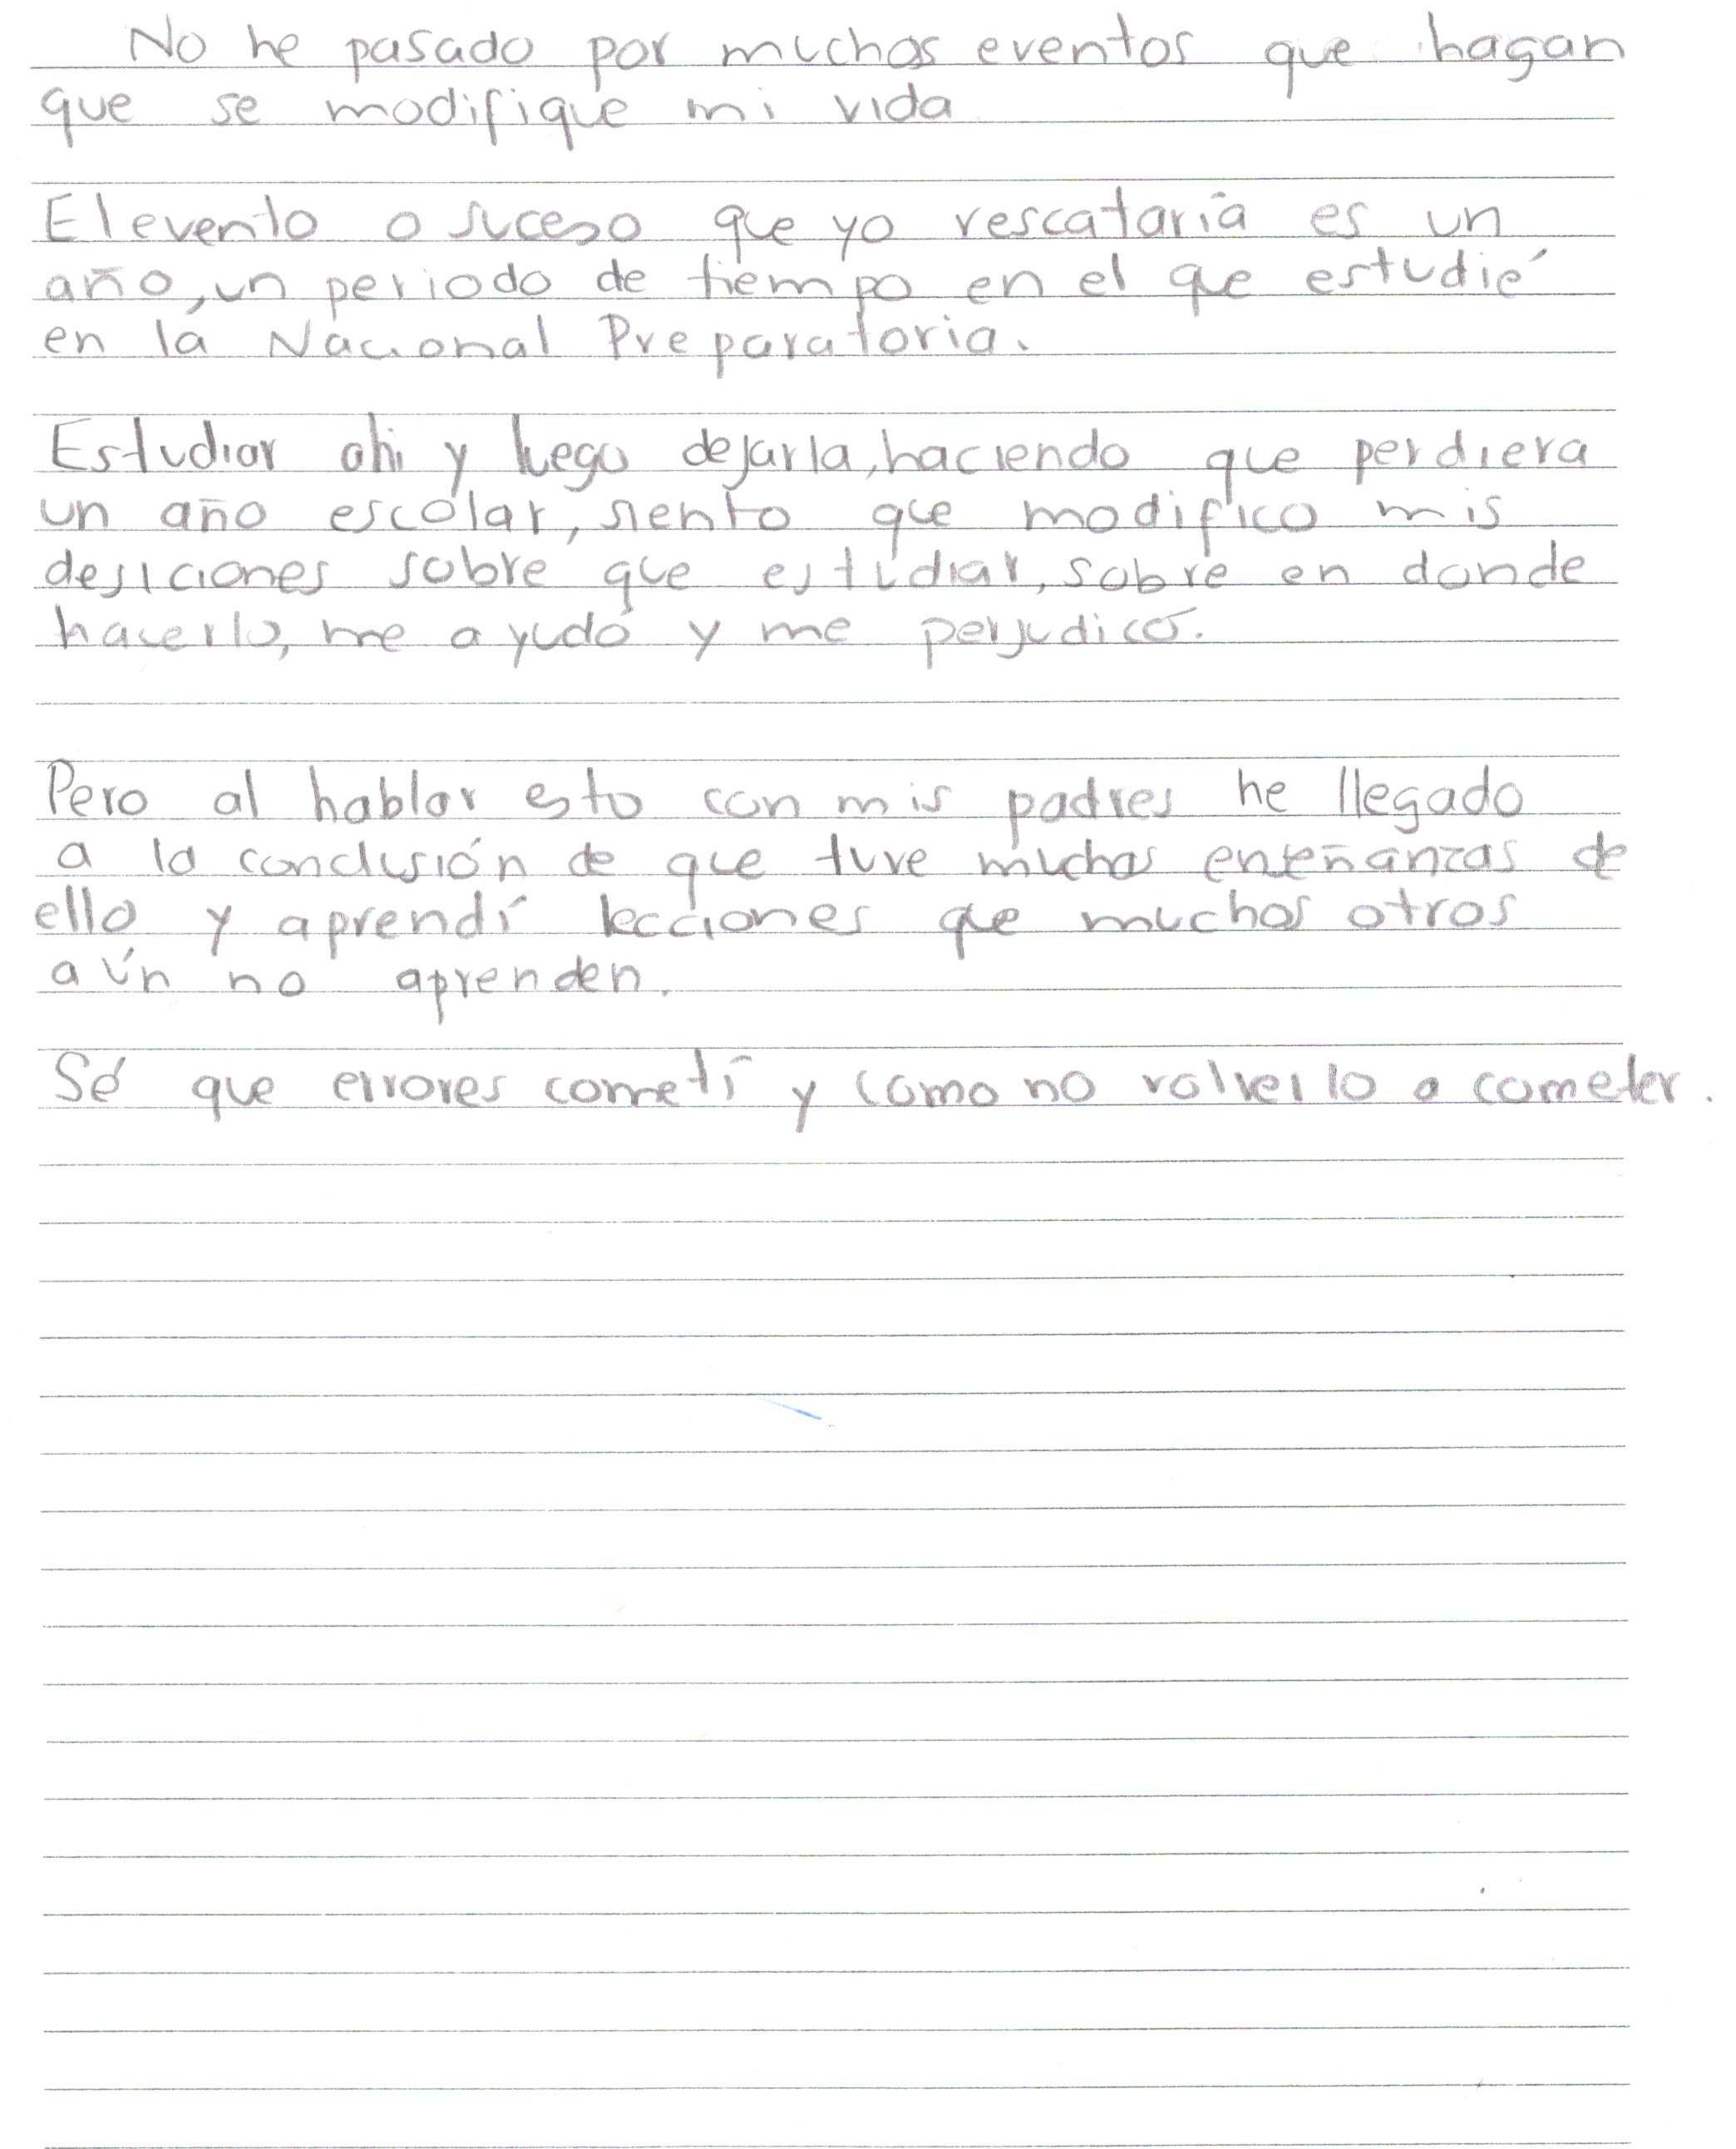 No he pasado por muchos eventos que hagan
que se modifique mi vida
El evento o suceso que yo rescataría es un
año, un periodo de tiempo en el que estudié
en la Nacional Preparatoria.
Estudiar ahi y luego dejarla, haciendo que perdiera
un año escolar, siento que modifico mis
desiciones sobre que estudiar, sobre en donde
hacerlo, me ayudó y me perjudicó.
Pero al hablar esto con mis padres he llegado
a la conclusión de que tuve muchas enseñanzas de
ello y aprendí lecciones que muchos otros
aún no aprenden.
Sé que errores cometí y como no volverlo a cometer.